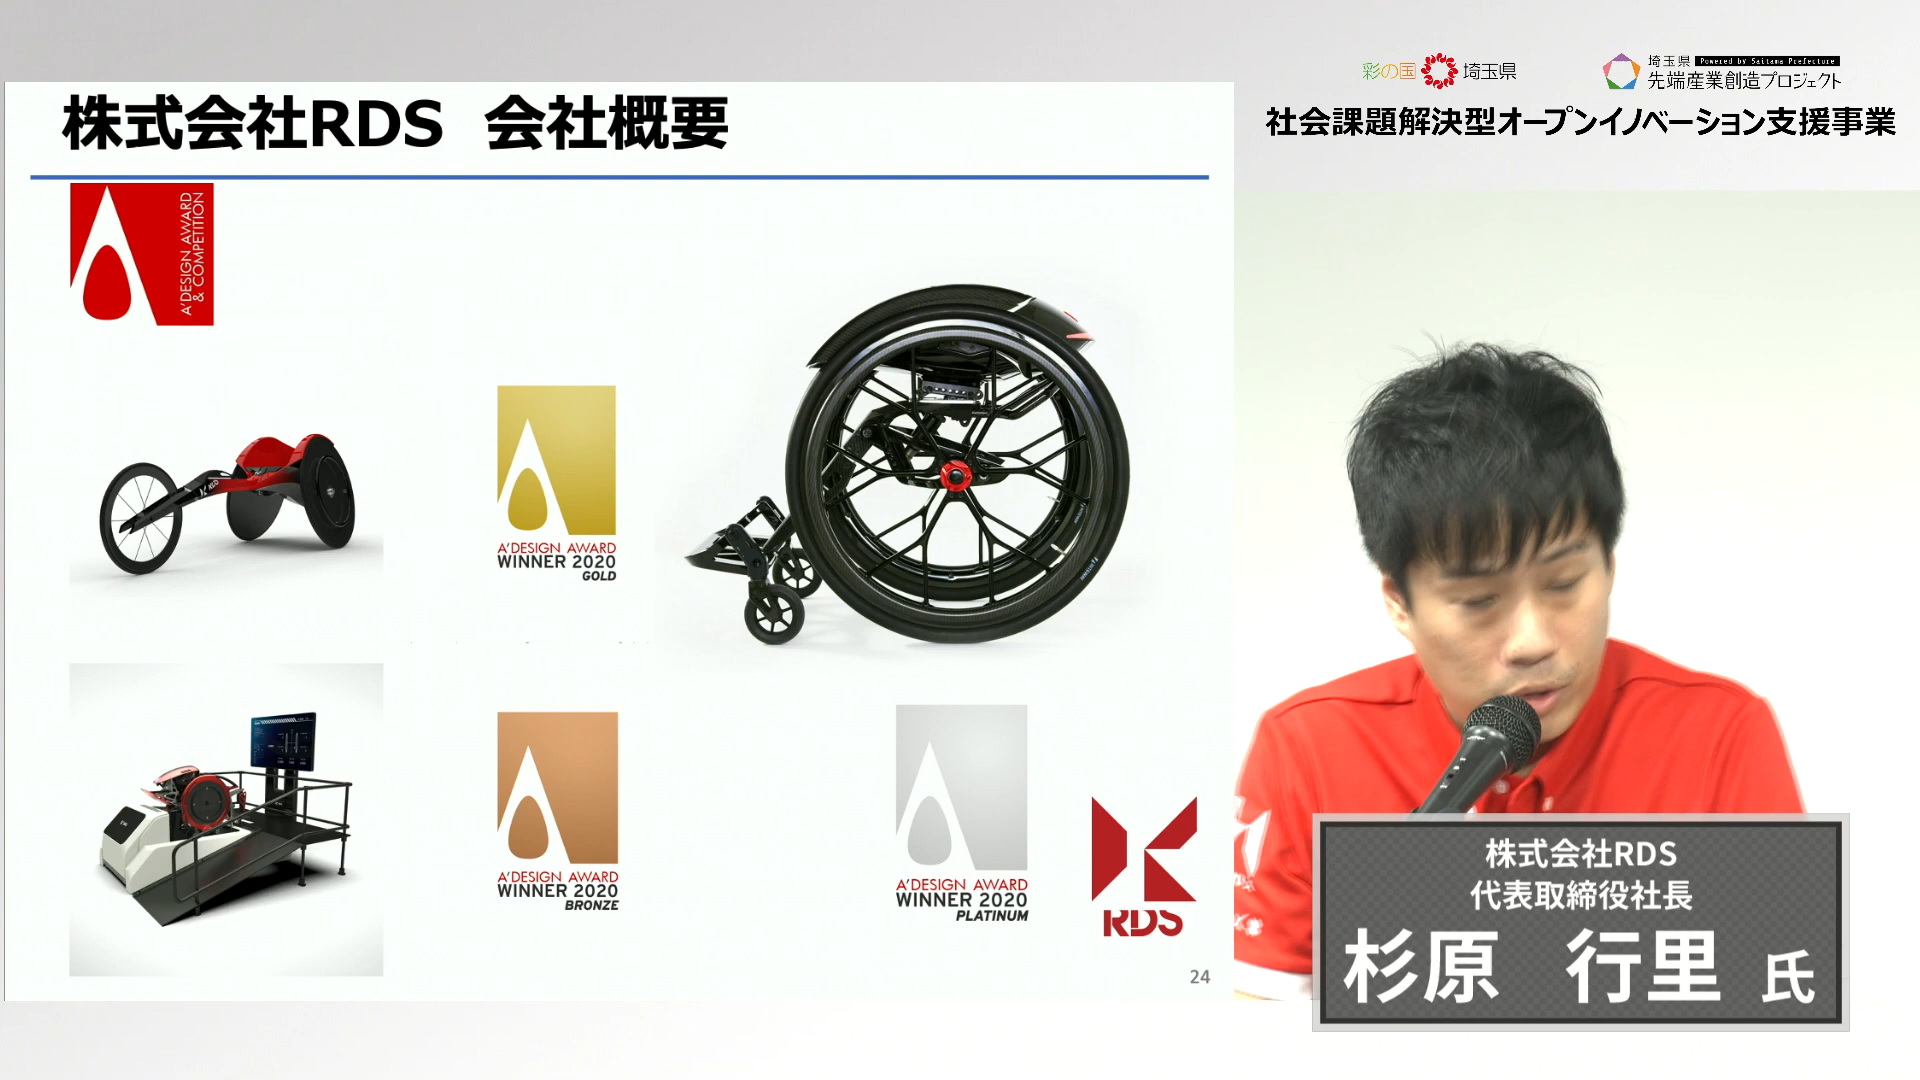 株式会社RDS 会社概要
A'DESIGN AWARD
& COMPETITION
A'DESIGN AWARD
WINNER 2020
GOLD
A'DESIGN AWARD
WINNER 2020
BRONZE
A'DESIGN AWARD
WINNER 2020
PLATINUM
RDS
24
彩の国 埼玉県
埼玉県 Powered by Saitama Prefecture
先端産業創造プロジェクト
社会課題解決型オープンイノベーション支援事業
株式会社RDS
代表取締役社長
杉原 行里 氏